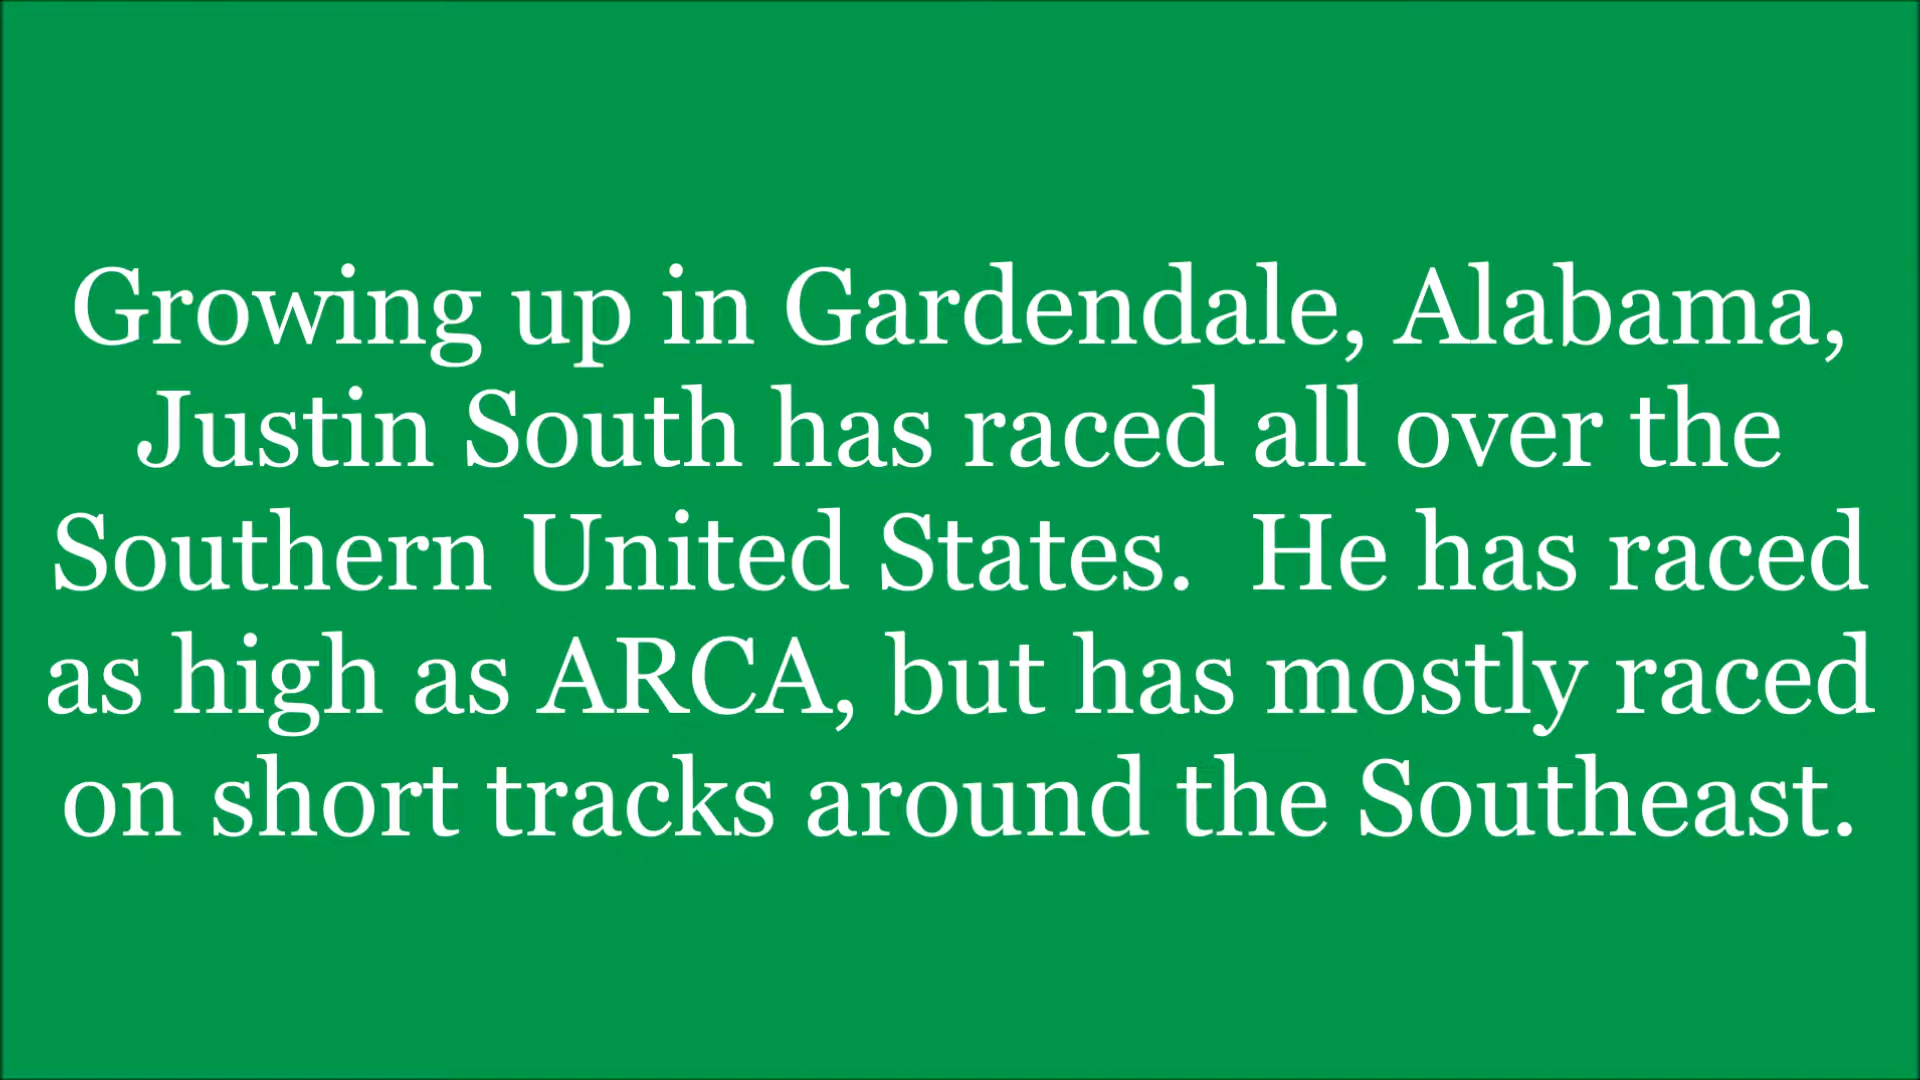 Growing up in Gardendale, Alabama,
Justin South has raced all over the
Southern United States.  He has raced
as high as ARCA, but has mostly raced
on short tracks around the Southeast.